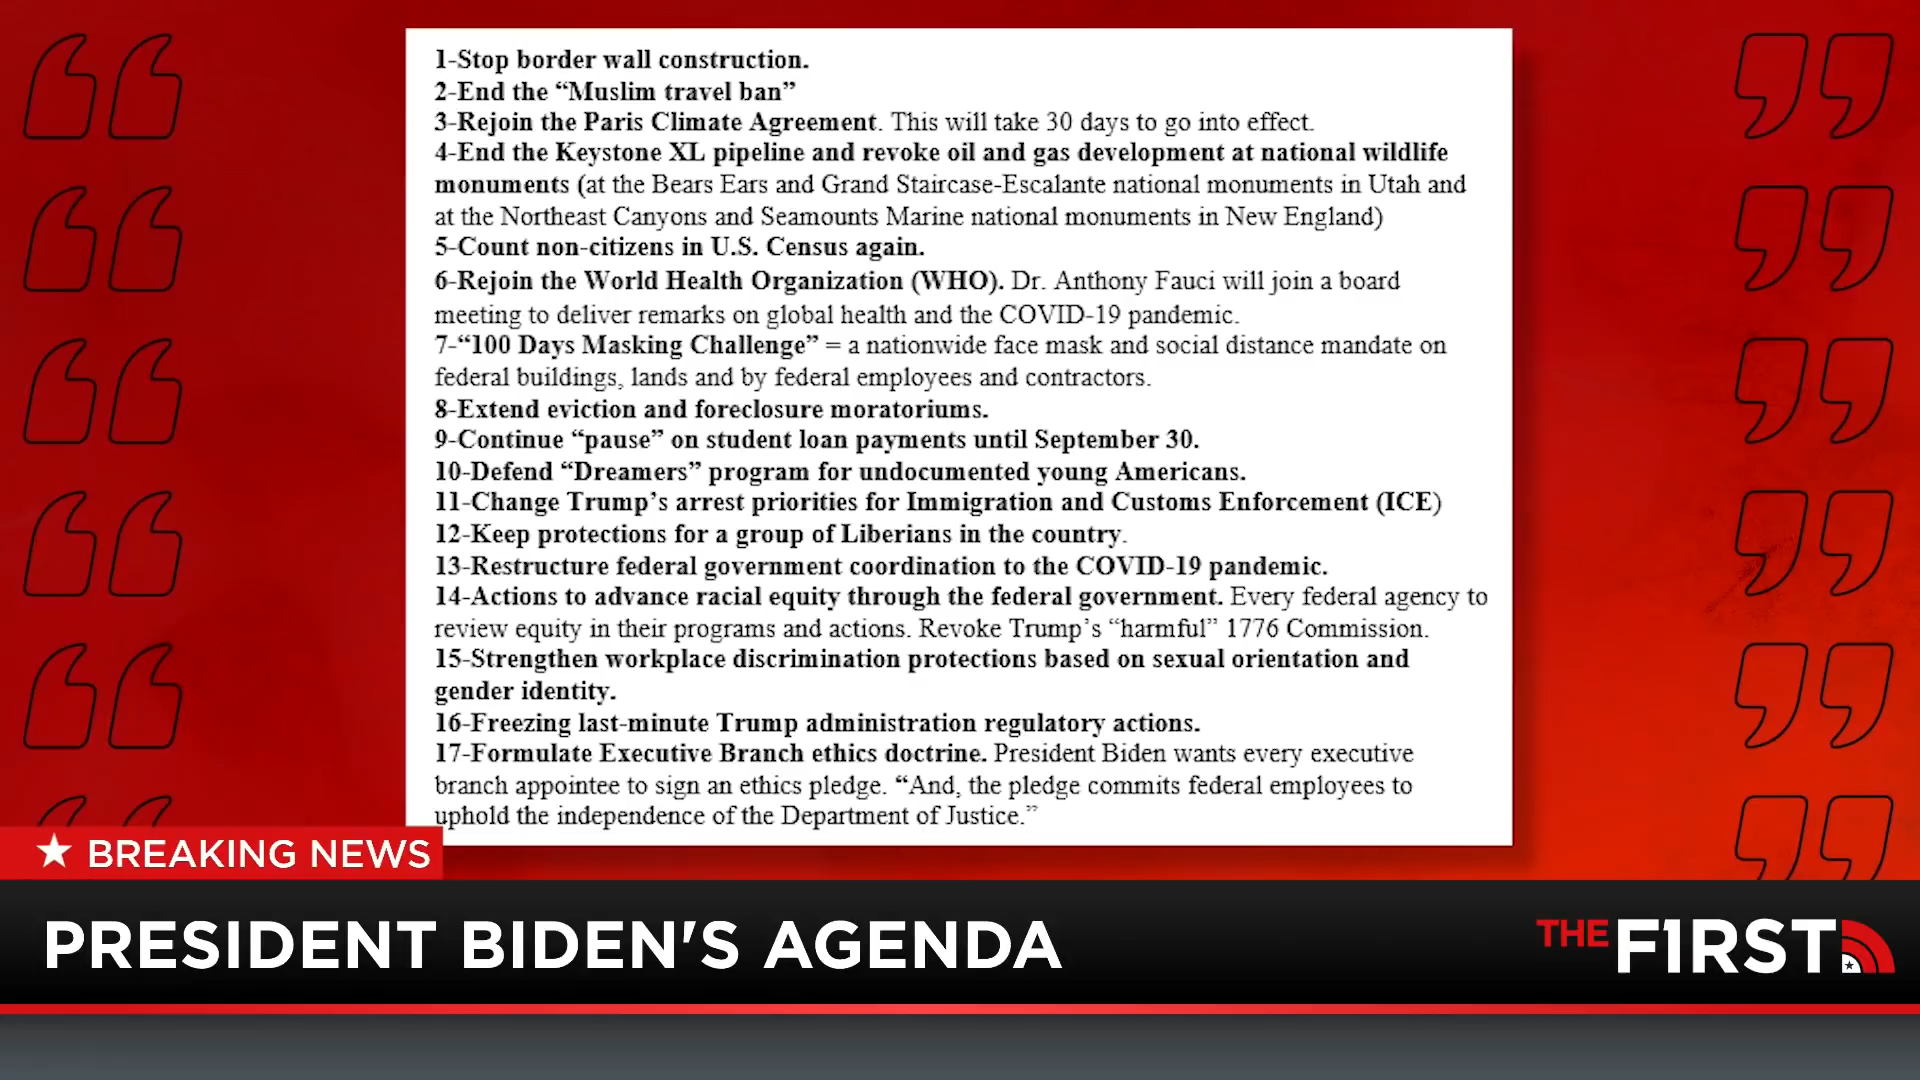 1-Stop border wall construction.
2-End the “Muslim travel ban”
3-Rejoin the Paris Climate Agreement. This will take 30 days to go into effect.
4-End the Keystone XL pipeline and revoke oil and gas development at national wildlife
monuments (at the Bears Ears and Grand Staircase-Escalante national monuments in Utah and
at the Northeast Canyons and Seamounts Marine national monuments in New England)
5-Count non-citizens in U.S. Census again.
6-Rejoin the World Health Organization (WHO). Dr. Anthony Fauci will join a board
meeting to deliver remarks on global health and the COVID-19 pandemic.
7-“100 Days Masking Challenge” = a nationwide face mask and social distance mandate on
federal buildings, lands and by federal employees and contractors.
8-Extend eviction and foreclosure moratoriums.
9-Continue “pause” on student loan payments until September 30.
10-Defend “Dreamers” program for undocumented young Americans.
11-Change Trump’s arrest priorities for Immigration and Customs Enforcement (ICE)
12-Keep protections for a group of Liberians in the country.
13-Restructure federal government coordination to the COVID-19 pandemic.
14-Actions to advance racial equity through the federal government. Every federal agency to
review equity in their programs and actions. Revoke Trump’s “harmful” 1776 Commission.
15-Strengthen workplace discrimination protections based on sexual orientation and
gender identity.
16-Freezing last-minute Trump administration regulatory actions.
17-Formulate Executive Branch ethics doctrine. President Biden wants every executive
branch appointee to sign an ethics pledge. “And, the pledge commits federal employees to
uphold the independence of the Department of Justice.”
BREAKING NEWS
PRESIDENT BIDEN'S AGENDA
THE F1RST